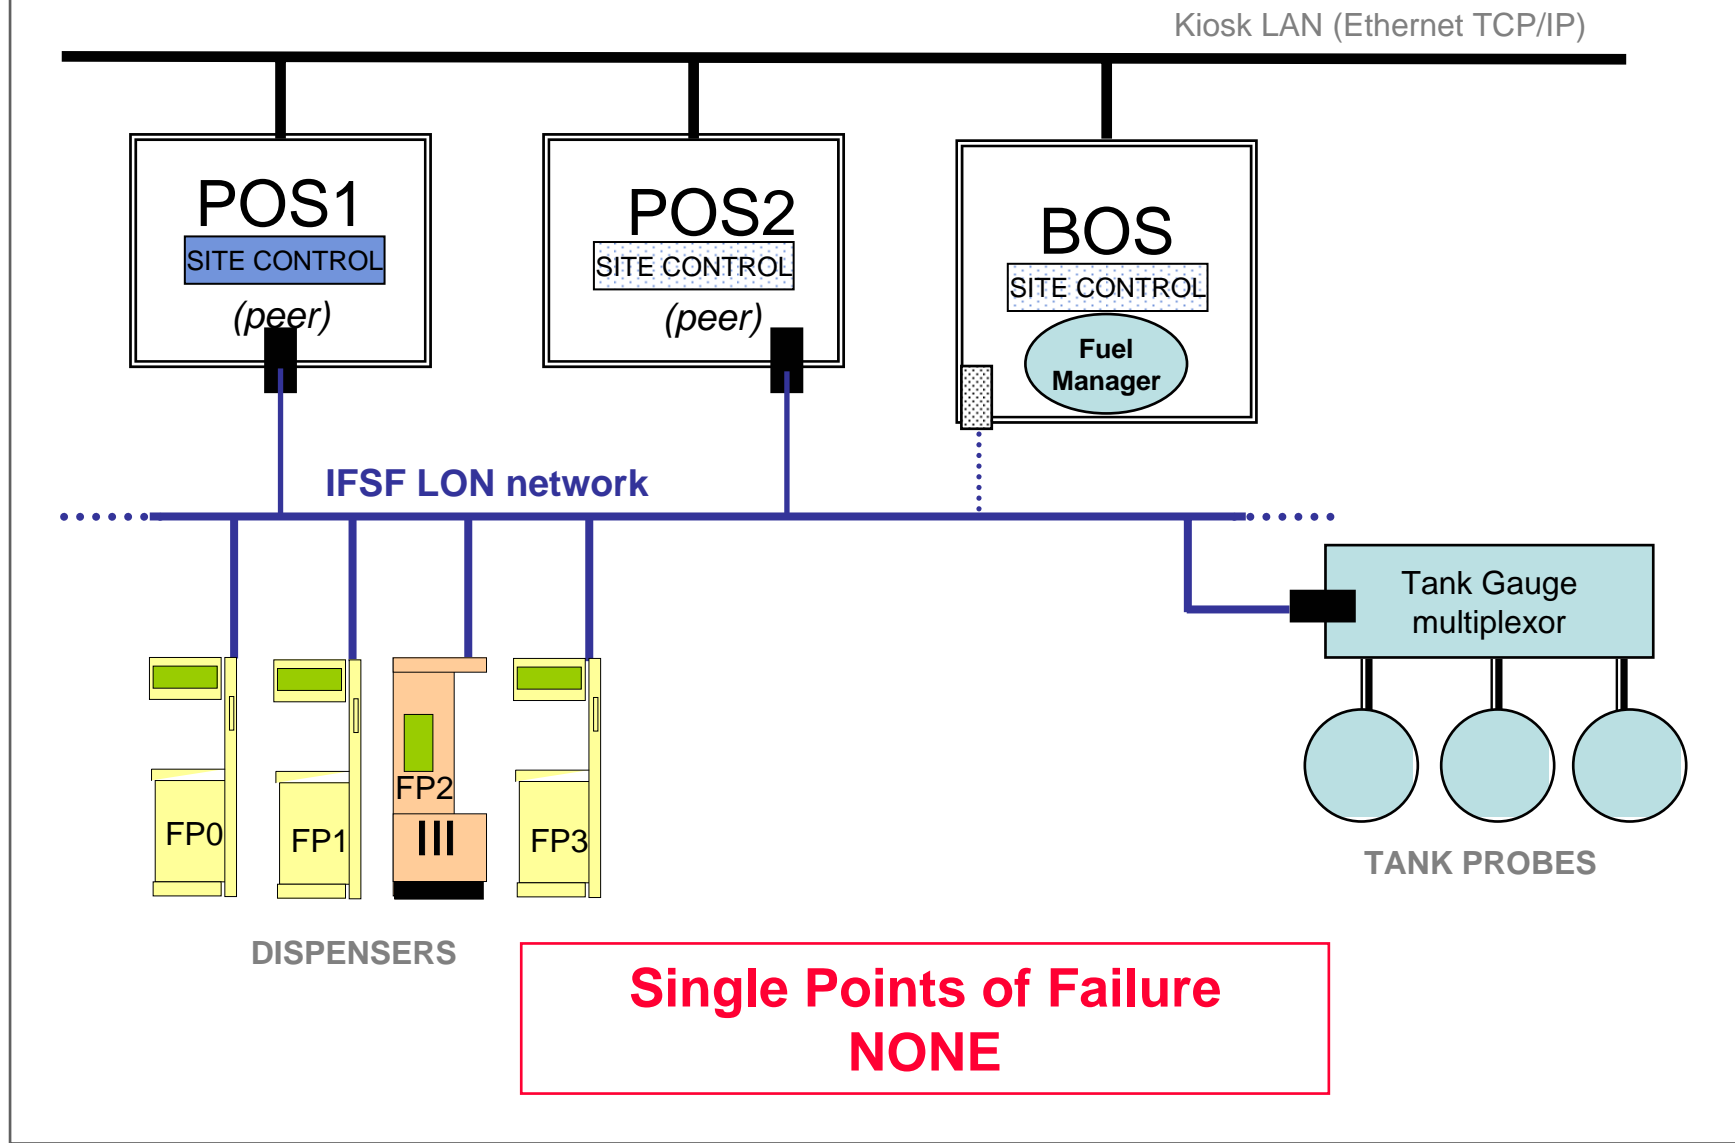 Kiosk LAN (Ethernet TCP/IP)
POS1
SITE CONTROL
(peer)
POS2
SITE CONTROL
(peer)
BOS
SITE CONTROL
Fuel
Manager
IFSF LON network
Tank Gauge
multiplexor
FP0
FP1
FP2
FP3
TANK PROBES
DISPENSERS
Single Points of Failure
NONE